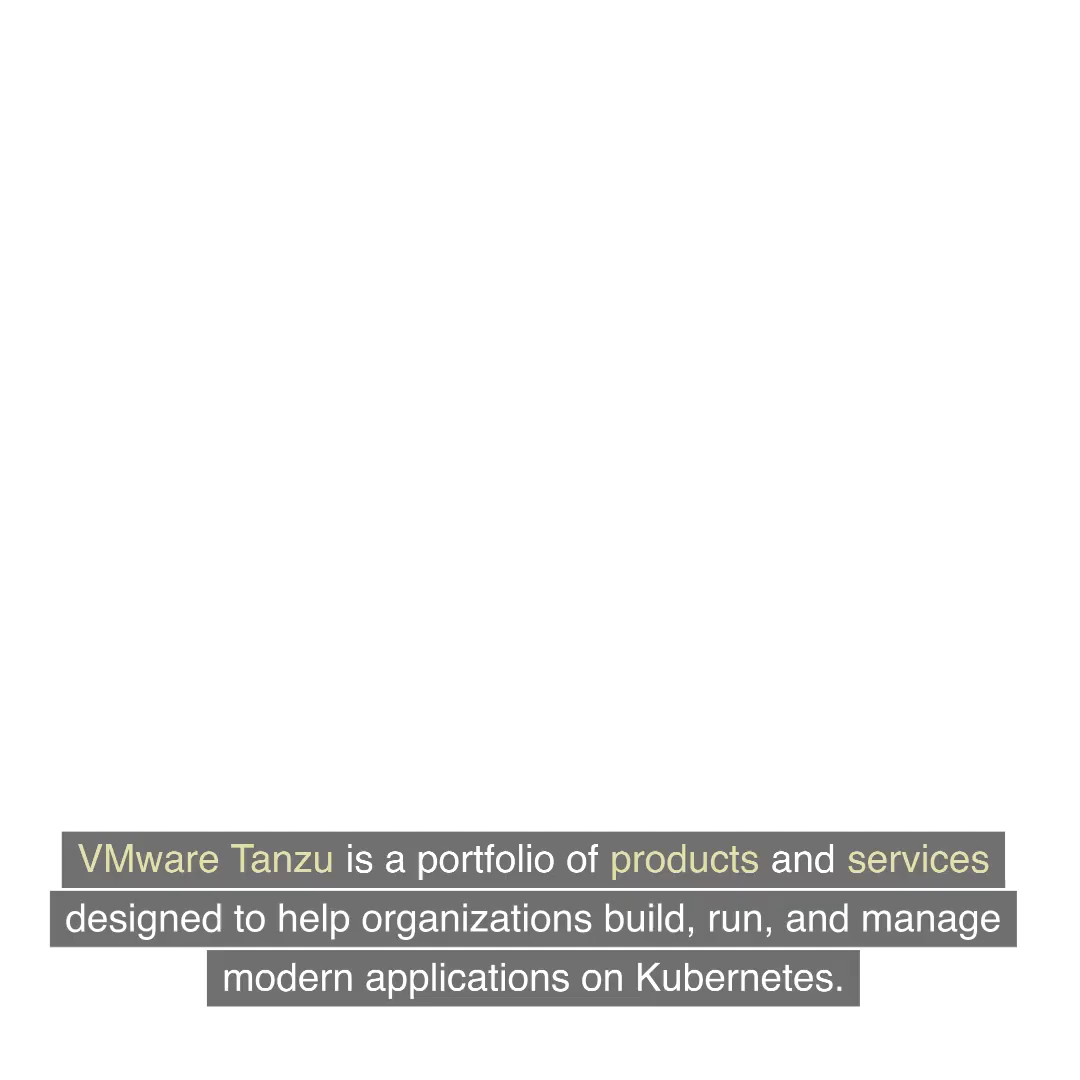 VMware Tanzu is a portfolio of products and services
designed to help organizations build, run, and manage
modern applications on Kubernetes.